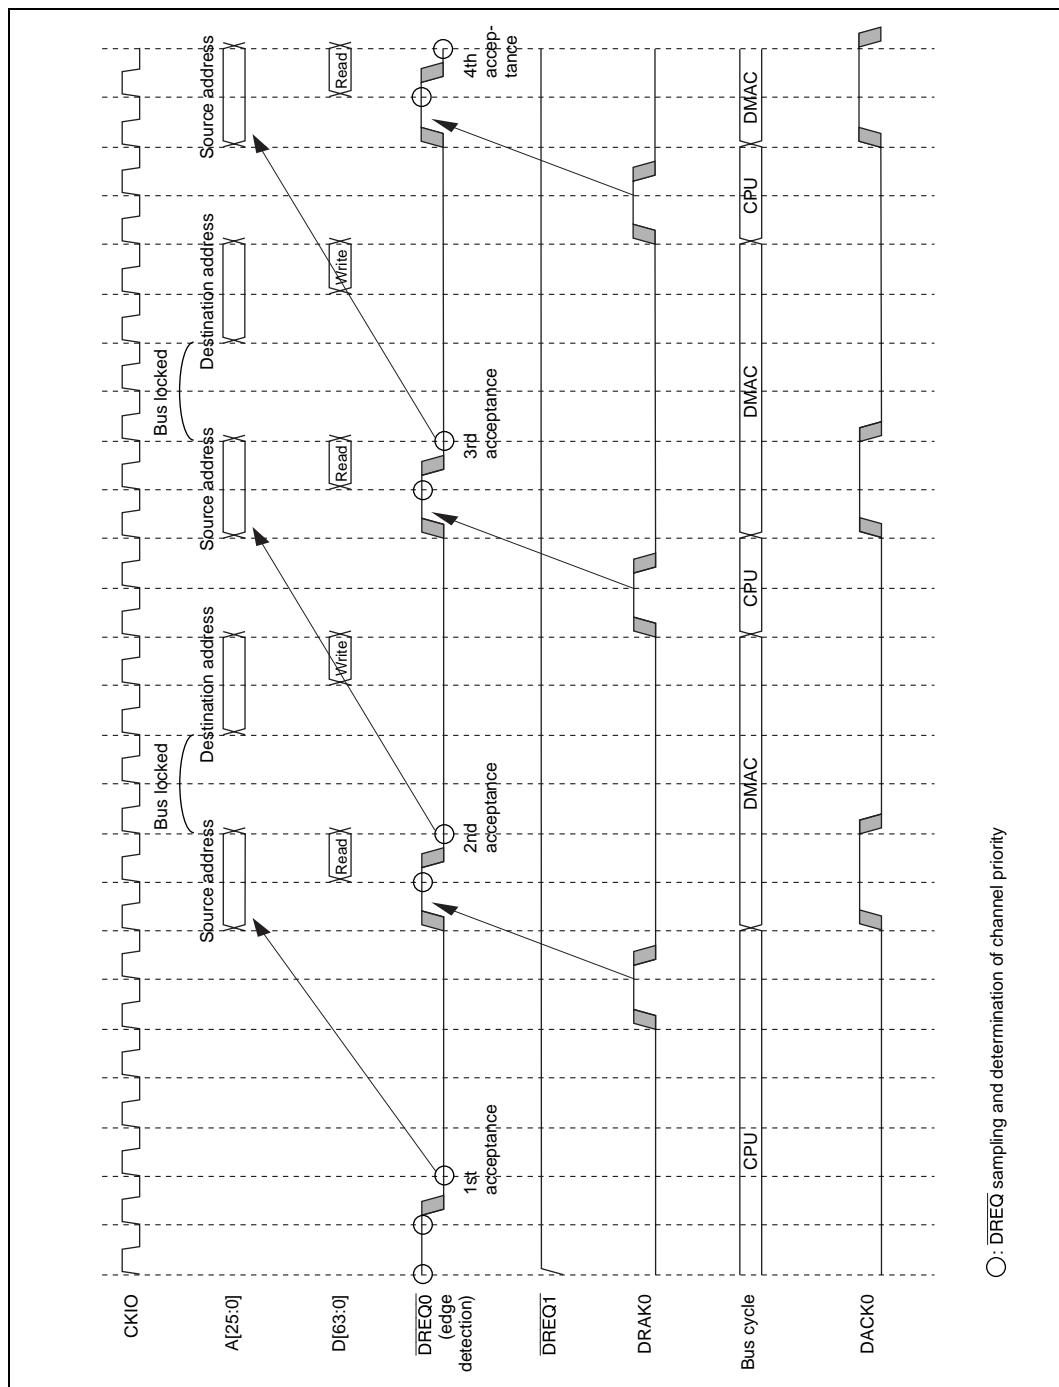 CKIO
Source address
Bus locked
Destination address
Source address
Bus locked
Destination address
Source address
A[25:0]
D[63:0]
Read
Write
Read
Write
Read
DREQ0
(edge
detection)
1st
acceptance
2nd
acceptance
3rd
acceptance
4th
accep-
tance
DREQ1
DRAK0
Bus cycle
CPU
DMAC
CPU
DMAC
CPU
DMAC
DACK0
: DREQ sampling and determination of channel priority